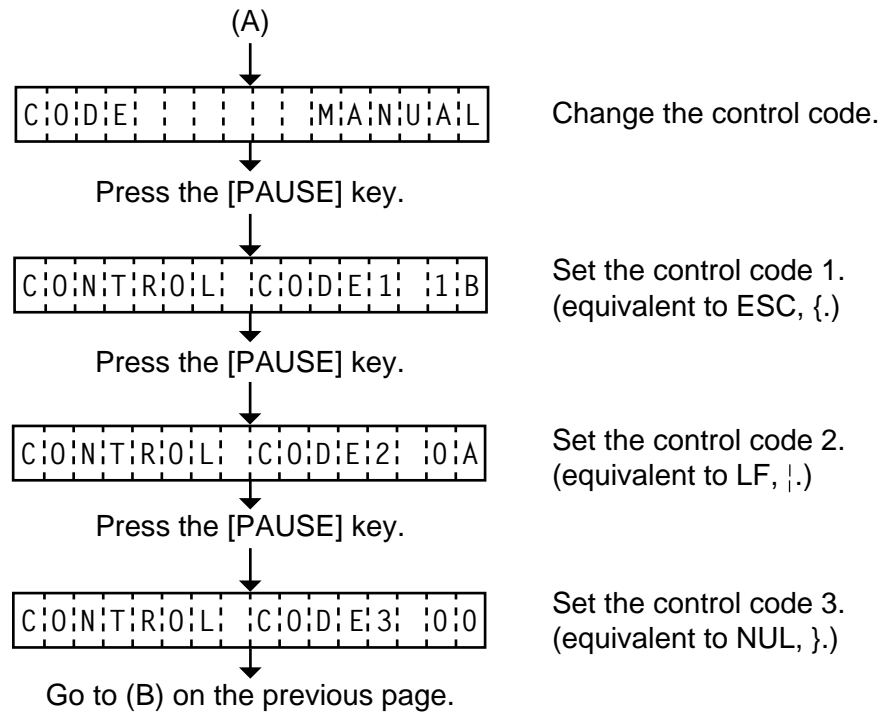 (A)
CODE MANUAL Change the control code.
Press the [PAUSE] key.
CONTROL CODE1 1B Set the control code 1.
(equivalent to ESC, {.)
Press the [PAUSE] key.
CONTROL CODE2 0A Set the control code 2.
(equivalent to LF, ¦.)
Press the [PAUSE] key.
CONTROL CODE3 00 Set the control code 3.
(equivalent to NUL, }.)
Go to (B) on the previous page.